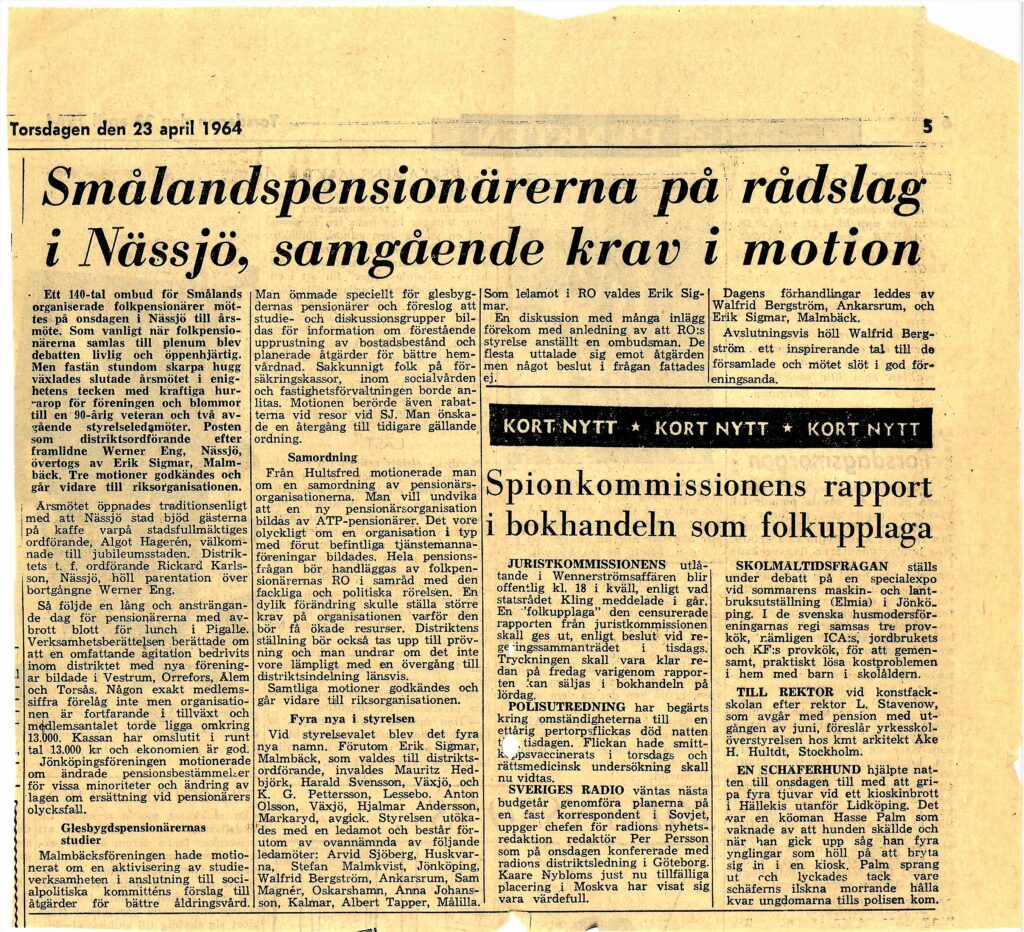 Torsdagen den 23 april 1964
5
Smålandspensionärerna på rådslag
i Nässjö, samgående krav i motion
Ett 140-tal ombud för Smålands
organiserade folkpensionärer möt-
tes på onsdagen i Nässjö till års-
möte. Som vanligt när folkpensio-
närerna samlas till plenum blev
debatten livlig och öppenhjärtig.
Men fastän stundom skarpa hugg
växlades slutade årsmötet i enig-
hetens tecken med kraftiga hur-
arop för föreningen och blommor
till en 90-årig veteran och två av-
gående styrelseledamöter. Posten
som distriktsordförande efter
framlidne Werner Eng, Nässjö,
övertogs av Erik Sigmar, Malm-
bäck. Tre motioner godkändes och
går vidare till riksorganisationen.
Arsmötet öppnades traditionsenligt
med att Nässjö stad bjöd gästerna
på kaffe varpå stadsfullmäktiges
ordförande, Algot Hagerén, välkom-
nade till jubileumsstaden. Distrik-
tets t. f. ordförande Rickard Karls-
son, Nässjö, höll parentation över
bortgångne Werner Eng.
Så följde en lång och ansträngan-
de dag för pensionärerna med av-
brott blott för lunch i Pigalle.
Verksamhetsberättelsen berättade om
att en omfattande agitation bedrivits
inom distriktet med nya förening-
ar bildade i Vestrum, Orrefors, Ålem
och Torsås. Någon exakt medlems-
siffra förelåg inte men organisatio-
nen är fortfarande i tillväxt och
medlemsantalet torde ligga omkring
13.000. Kassan har omslutit i runt
tal 13.000 kr och ekonomien är god.
Jönköpingsföreningen motionerade
om ändrade pensionsbestämmelser
för vissa minoriteter och ändring av
lagen om ersättning vid pensionärers
olycksfall.
Glesbygdspensionärernas
studier
Malmbäcksföreningen hade motio-
nerat om en aktivisering av studie-
verksamheten i anslutning till soci-
alpolitiska kommitténs förslag till
åtgärder för bättre åldringsvård.
Man ömmade speciellt för glesbyg-
dernas pensionärer och föreslog att
studie- och diskussionsgrupper bil-
das för information om förestående
upprustning av bostadsbestånd och
planerade åtgärder för bättre hem-
vårdnad. Sakkunnigt folk på för-
säkringskassor, inom socialvården
och fastighetsförvaltningen borde an-
litas. Motionen berörde även rabat-
terna vid resor vid SJ. Man önska-
de en återgång till tidigare gällande
ordning.
Samordning
Från Hultsfred motionerade man
om en samordning av pensionärs-
organisationerna. Man vill undvika
att en ny pensionärsorganisation
bildas av ATP-pensionärer. Det vore
olyckligt om en organisation i typ
med förut befintliga tjänstemanna-
föreningar bildades. Hela pensions-
frågan bör handläggas av folkpen-
sionärernas RO i samråd med den
fackliga och politiska rörelsen. En
dylik förändring skulle ställa större
krav på organisationen varför den
bör få ökade resurser. Distriktens
ställning bör också tas upp till pröv-
ning och man undrar om det inte
vore lämpligt med en övergång till
distriktsindelning länsvis.
Samtliga motioner godkändes och
går vidare till riksorganisationen.
Fyra nya i styrelsen
Vid styrelsevalet blev det fyra
nya namn. Förutom Erik Sigmar,
Malmbäck, som valdes till distrikts-
ordförande, invaldes Mauritz Hed-
björk, Harald Svensson, Växjö, och
K. G. Pettersson, Lessebo. Anton
Olsson, Växjö, Hjalmar Andersson,
Markaryd, avgick. Styrelsen utöka-
des med en ledamot och består för-
utom av ovannämnda av följande
ledamöter: Arvid Sjöberg, Huskvar-
na, Stefan Malmkvist, Jönköping,
Walfrid Bergström, Ankarsrum, Sam
Magnér, Oskarshamn, Anna Johans-
son, Kalmar, Albert Tapper, Målilla.
Som ledamot i RO valdes Erik Sig-
mar.
En diskussion med många inlägg
förekom med anledning av att RO:s
styrelse anställt en ombudsman. De
flesta uttalade sig emot åtgärden
men något beslut i frågan fattades
ej.
Dagens förhandlingar leddes av
Walfrid Bergström, Ankarsrum, och
Erik Sigmar, Malmbäck.
Avslutningsvis höll Walfrid Berg-
ström ett inspirerande tal till de
församlade och mötet slöt i god för-
eningsanda.
KORT NYTT ★ KORT NYTT ★ KORT NYTT
Spionkommissionens rapport
i bokhandeln som folkupplaga
JURISTKOMMISSIONENS utlå-
tande i Wennerströmsaffären blir
offentlig kl. 18 i kväll, enligt vad
statsrådet Kling meddelade i går.
En "folkupplaga" den censurerade
rapporten från juristkommissionen
skall ges ut, enligt beslut vid re-
geringssammanträdet i tisdags.
Tryckningen skall vara klar re-
dan på fredag varigenom rappor-
ten kan säljas i bokhandeln på
lördag.
POLISUTREDNING har begärts
kring omständigheterna till en
ettårig pertorpsflickas död natten
tisdagen. Flickan hade smitt-
koppsvaccinerats i torsdags och
rättsmedicinsk undersökning skall
nu vidtas.
SVERIGES RADIO väntas nästa
budgetår genomföra planerna på
en fast korrespondent i Sovjet,
uppger chefen för radions nyhets-
redaktion redaktör Per Persson
som på onsdagen konfererade med
radions distriktsledning i Göteborg.
Kaare Nybloms just nu tillfälliga
placering i Moskva har visat sig
vara värdefull.
SKOLMALTIDSFRAGAN ställs
under debatt på en specialexpo
vid sommarens maskin- och lant-
bruksutställning (Elmia) i Jönkö-
ping. I de svenska husmodersför-
eningarnas regi samsas tre prov-
kök, nämligen ICA:s, jordbrukets
och KF:s provkök, för att gemen-
samt, praktiskt lösa kostproblemen
i hem med barn i skolåldern.
TILL REKTOR vid konstfack-
skolan efter rektor L. Stavenow,
som avgår med pension med ut-
gången av juni, föreslår yrkesskol-
överstyrelsen hos kmt arkitekt Åke
H. Huldt, Stockholm.
EN SCHAFERHUND hjälpte nat-
ten till onsdagen till med att gri-
pa fyra tjuvar vid ett kioskinbrott
i Hällekis utanför Lidköping. Det
var en köoman Hasse Palm som
vaknade av att hunden skällde och
när han gick upp såg han fyra
ynglingar som höll på att bryta
sig in i en kiosk. Palm sprang
ut och lyckades tack vare
schäferns ilskna morrande hålla
kvar ungdomarna tills polisen kom.